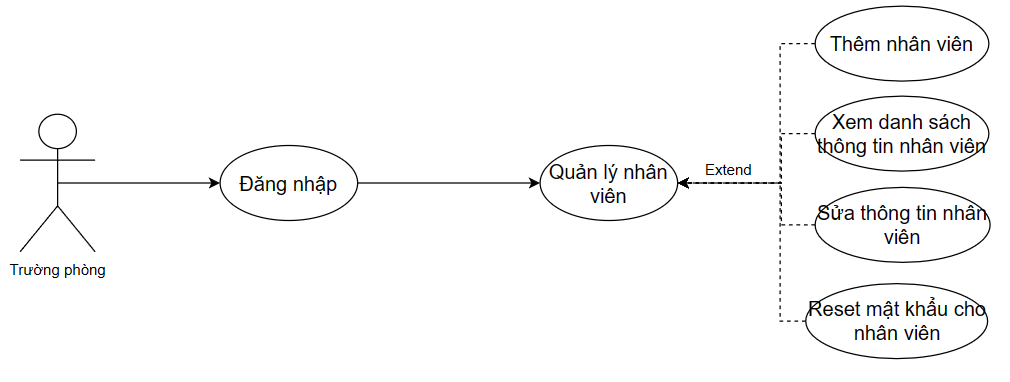 Thêm nhân viên
Xem danh sách
thông tin nhân viên
Extend
Quản lý nhân
viên
Đăng nhập
Sửa thông tin nhân
viên
Trường phòng
Reset mật khẩu cho
nhân viên